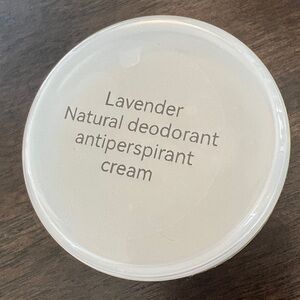 Lavender
Natural deodorant
antiperspirant
cream